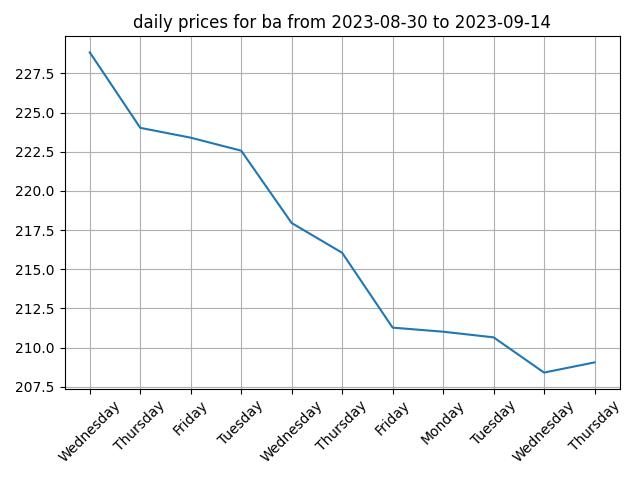 daily prices for ba from 2023-08-30 to 2023-09-14
227.5
225.0
222.5
220.0
217.5
215.0
212.5
210.0
207.5
Wednesday
Thursday
Friday
Tuesday
Wednesday
Thursday
Friday
Monday
Tuesday
Wednesday
Thursday